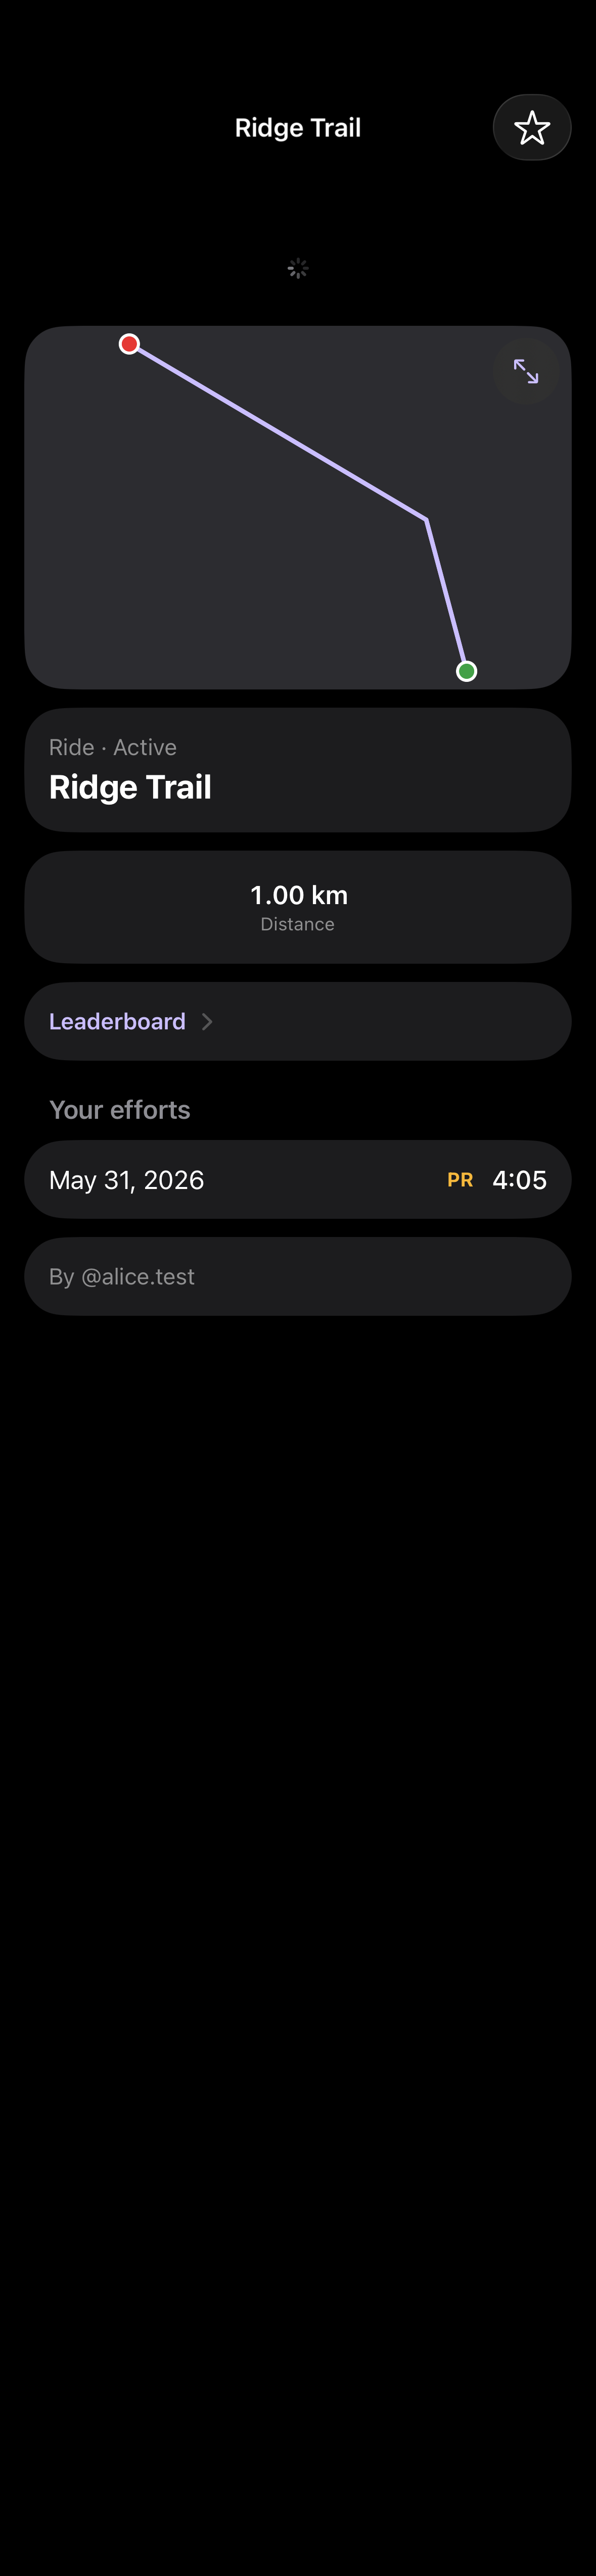 Ridge Trail
Ride · Active
Ridge Trail
1.00 km
Distance
Leaderboard
Your efforts
May 31, 2026 PR 4:05
By @alice.test